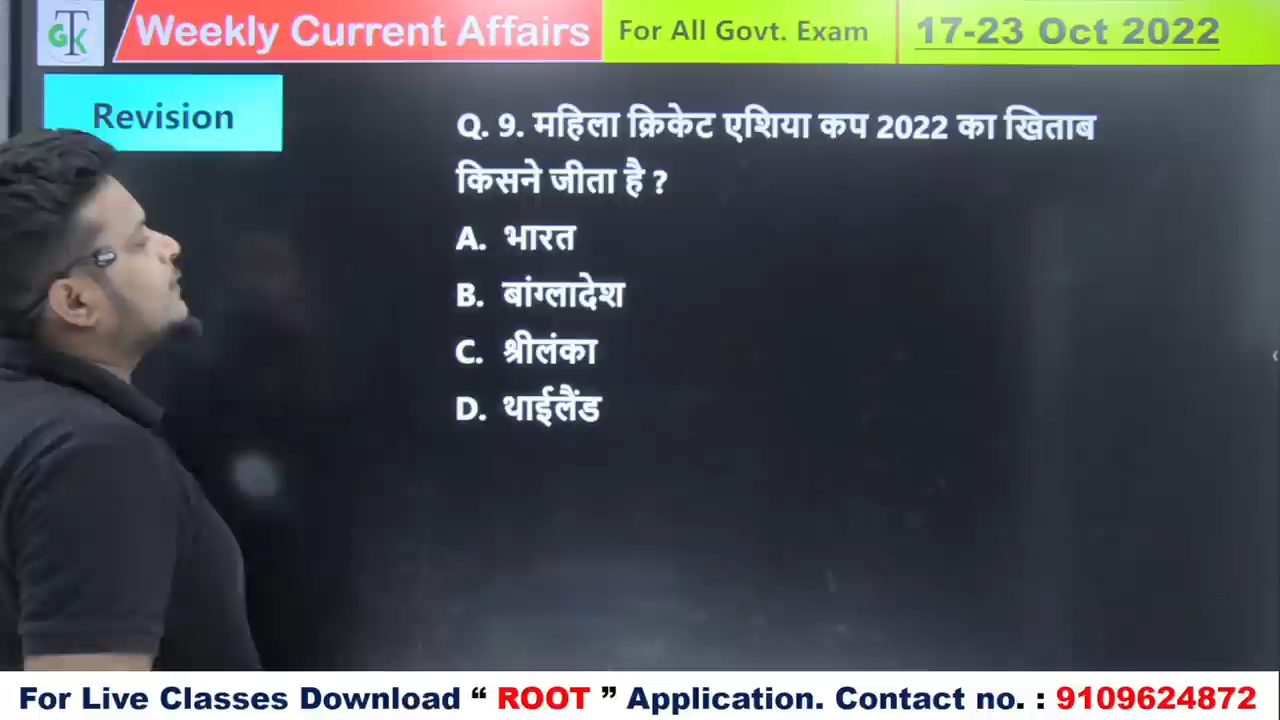 TGK
Weekly Current Affairs
For All Govt. Exam
17-23 Oct 2022
Revision
Q. 9. महिला क्रिकेट एशिया कप 2022 का खिताब
किसने जीता है ?
A. भारत
B. बांग्लादेश
C. श्रीलंका
D. थाईलैंड
For Live Classes Download “ ROOT ” Application. Contact no. : 9109624872